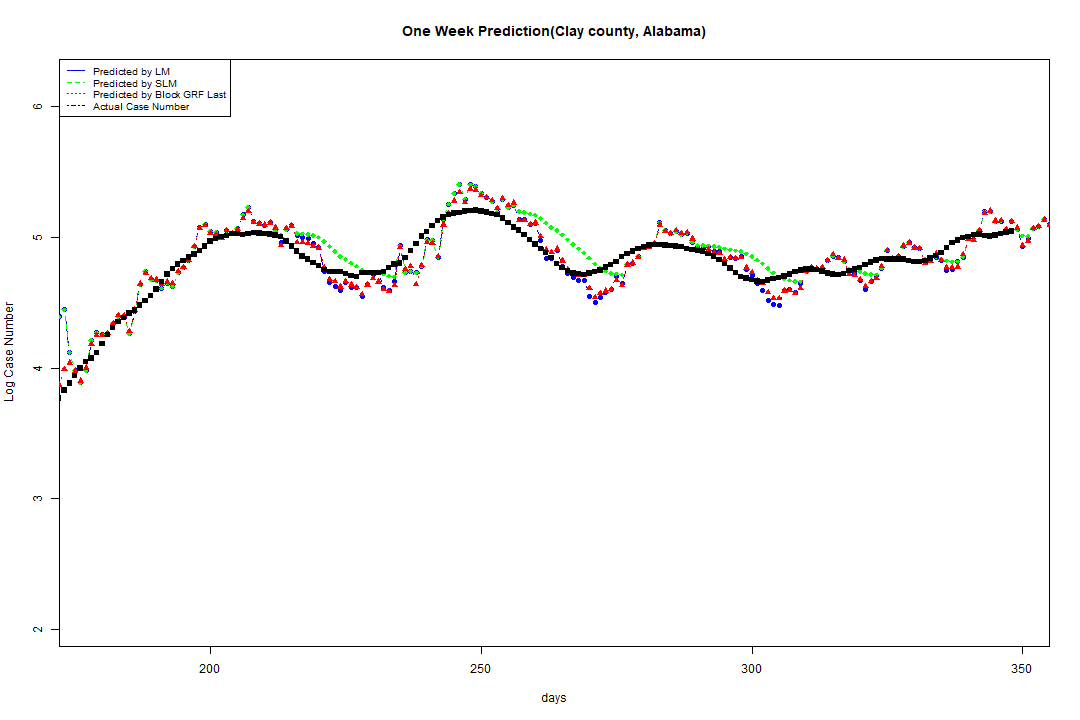 One Week Prediction(Clay county, Alabama)
Predicted by LM
Predicted by SLM
Predicted by Block GRF Last
Actual Case Number
6
5
4
3
2
Log Case Number
200
250
300
350
days